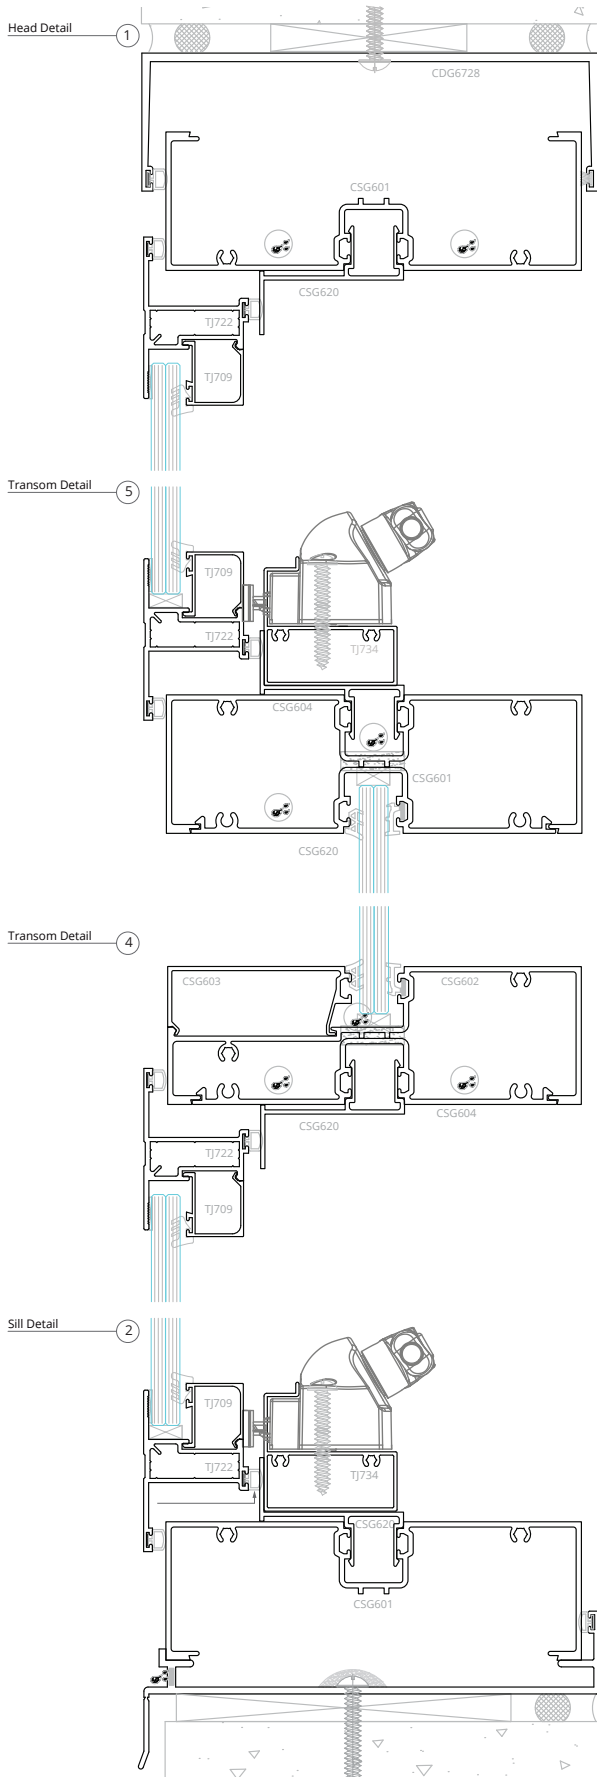 Head Detail
1
CDG6728
CSG601
CSG620
TJ722
TJ709
Transom Detail
5
TJ709
TJ722
TJ734
CSG604
CSG601
CSG620
Transom Detail
4
CSG603
CSG602
CSG620
CSG604
TJ722
TJ709
Sill Detail
2
TJ709
TJ722
TJ734
CSG620
CSG601